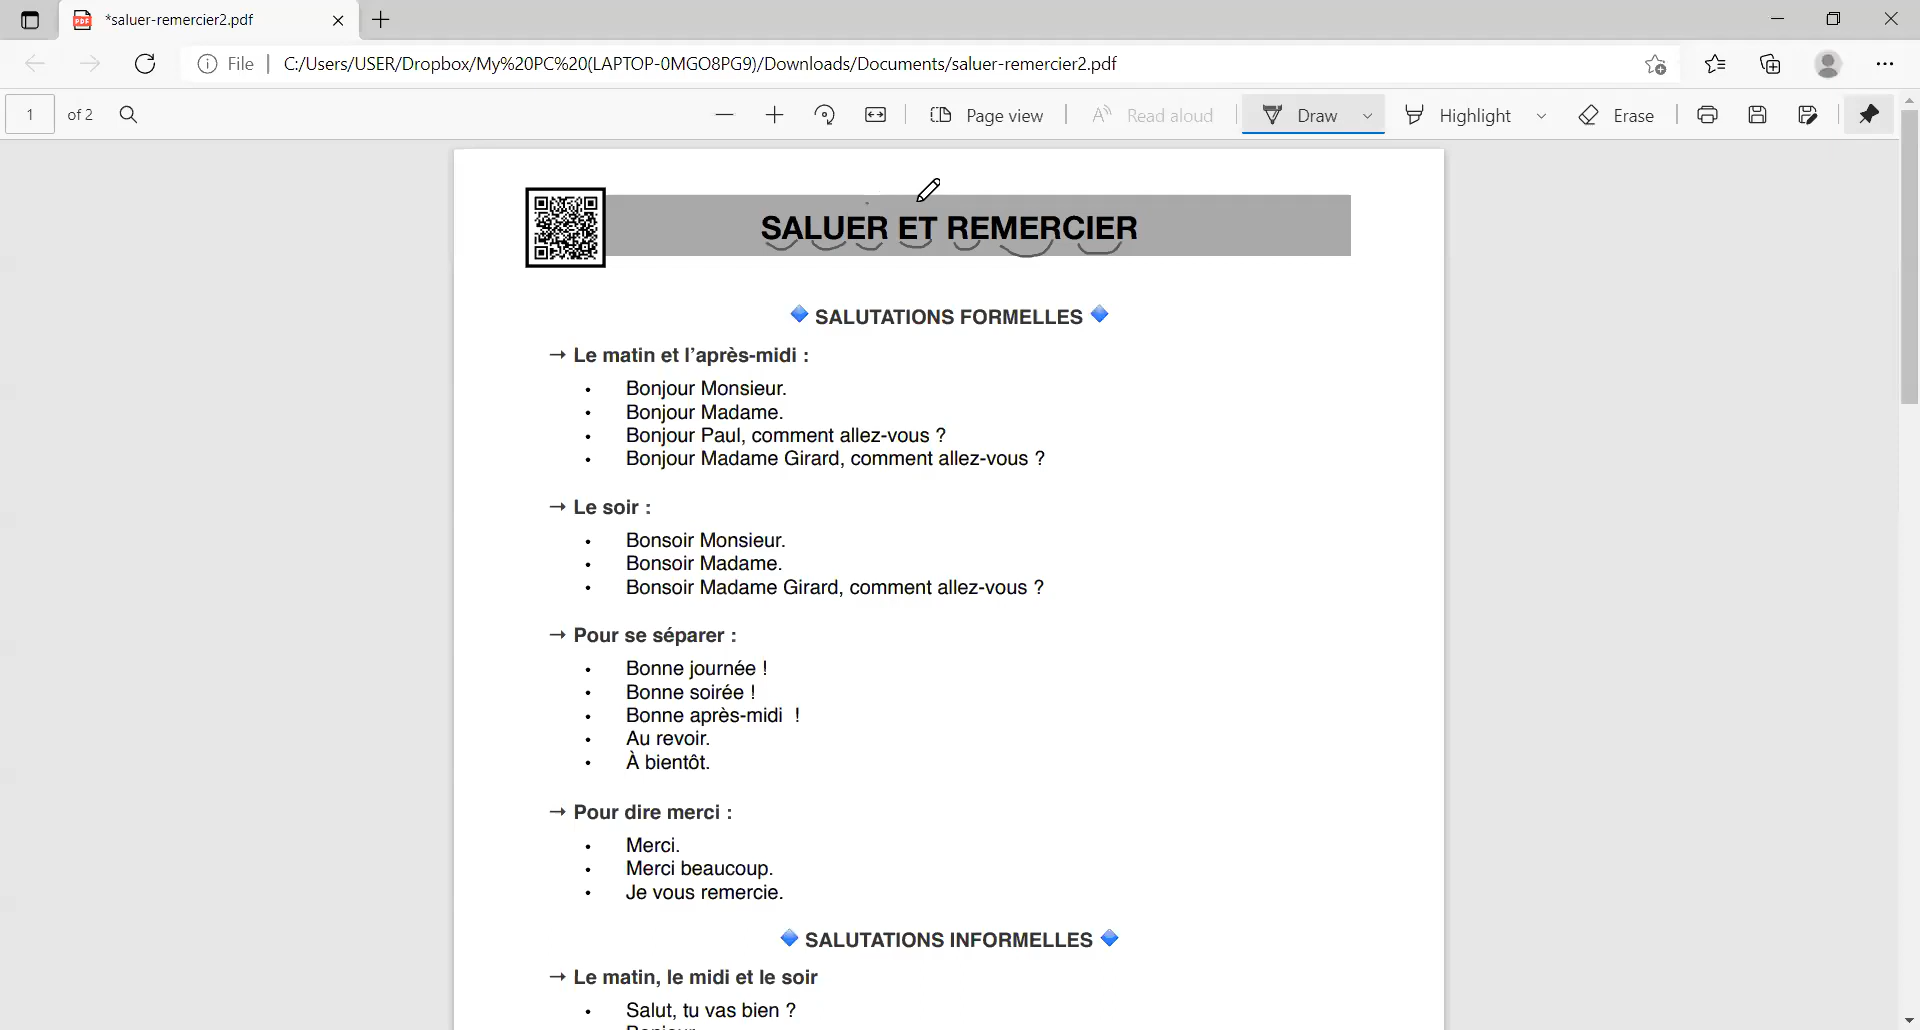 *saluer-remercier2.pdf
File C:/Users/USER/Dropbox/My%20PC%20(LAPTOP-0MGO8PG9)/Downloads/Documents/saluer-remercier2.pdf
1 of 2 Page view Read aloud Draw Highlight Erase
SALUER ET REMERCIER
SALUTATIONS FORMELLES
→ Le matin et l’après-midi :
• Bonjour Monsieur.
• Bonjour Madame.
• Bonjour Paul, comment allez-vous ?
• Bonjour Madame Girard, comment allez-vous ?
→ Le soir :
• Bonsoir Monsieur.
• Bonsoir Madame.
• Bonsoir Madame Girard, comment allez-vous ?
→ Pour se séparer :
• Bonne journée !
• Bonne soirée !
• Bonne après-midi !
• Au revoir.
• À bientôt.
→ Pour dire merci :
• Merci.
• Merci beaucoup.
• Je vous remercie.
SALUTATIONS INFORMELLES
→ Le matin, le midi et le soir
• Salut, tu vas bien ?